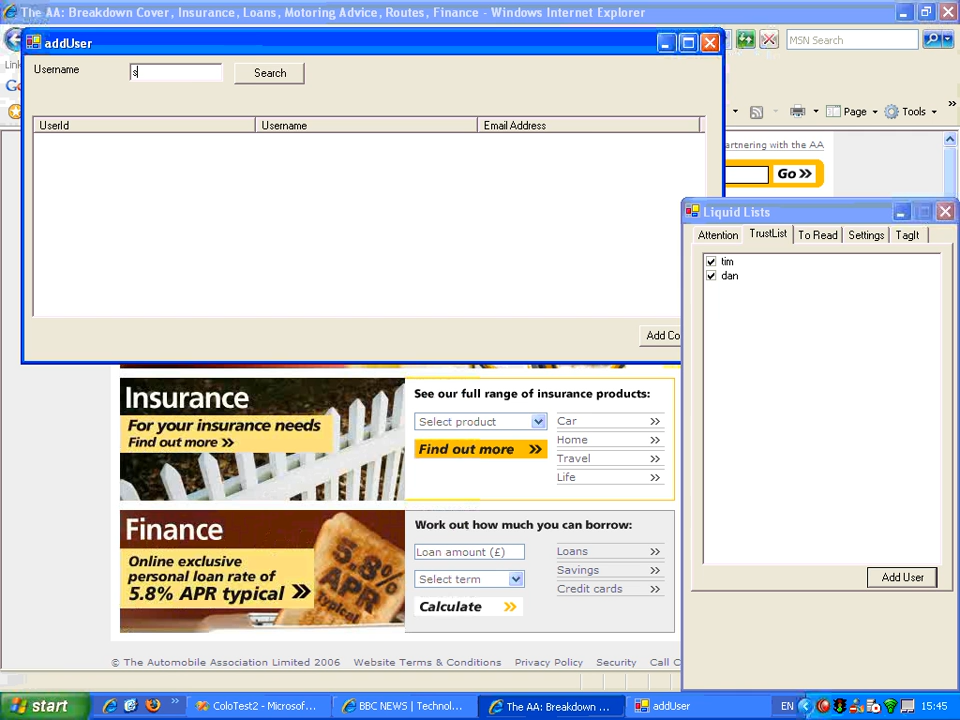 The AA: Breakdown Cover, Insurance, Loans, Motoring Advice, Routes, Finance - Windows Internet Explorer
addUser
MSN Search
Username
s
Search
Page
Tools
UserId
Username
Email Address
artnering with the AA
Go
Liquid Lists
Attention
TrustList
To Read
Settings
TagIt
tim
dan
Add Co
Insurance
For your insurance needs
Find out more
See our full range of insurance products:
Select product
Find out more
Car
Home
Travel
Life
Finance
Online exclusive
personal loan rate of
5.8% APR typical
5.8%
APR
typical
Work out how much you can borrow:
Loan amount (£)
Select term
Calculate
Loans
Savings
Credit cards
Add User
© The Automobile Association Limited 2006 Website Terms & Conditions Privacy Policy Security Call C
start
ColoTest2 - Microsof...
BBC NEWS | Technol...
The AA: Breakdown ...
addUser
EN
15:45